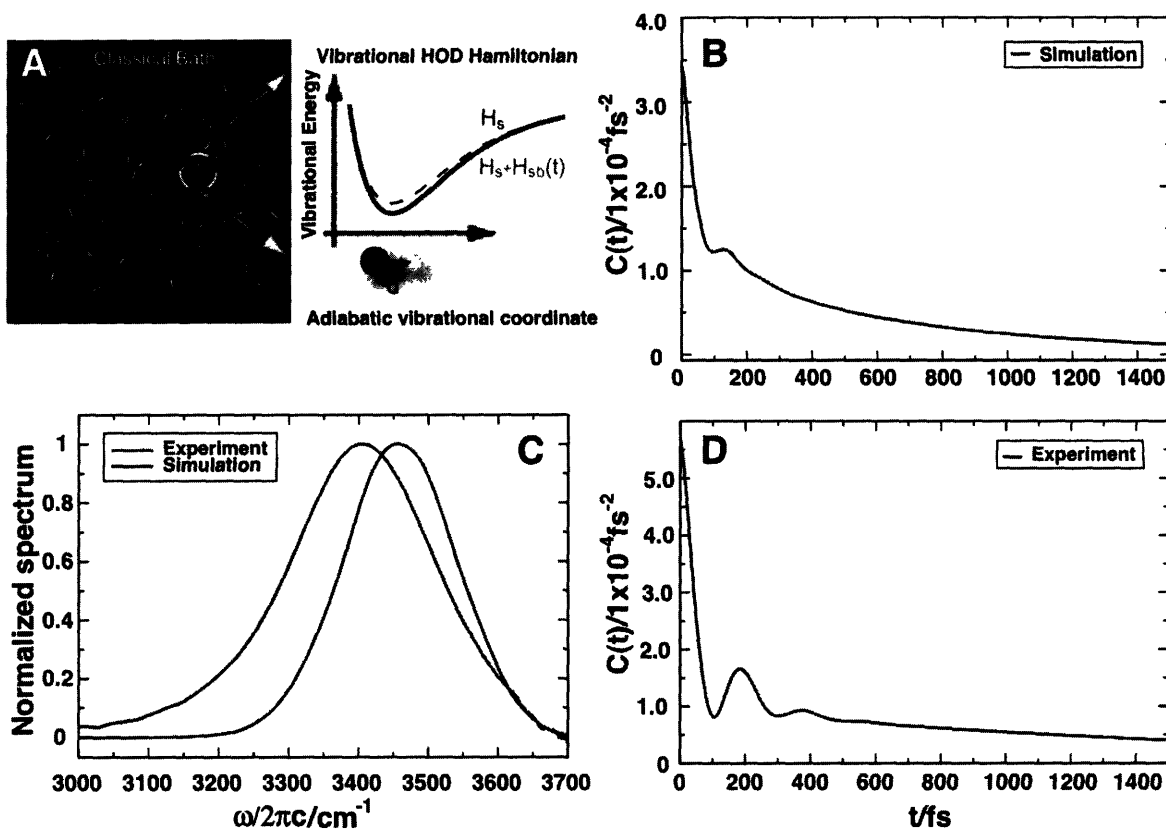 A
Classical Bath
Vibrational HOD Hamiltonian
Vibrational Energy
Hs
Hs+Hsb(t)
Adiabatic vibrational coordinate
B
Simulation
C(t)/1x10⁻⁴fs⁻²
4.0
3.0
2.0
1.0
0
0 200 400 600 800 1000 1200 1400
C
Experiment
Simulation
Normalized spectrum
1
0.8
0.6
0.4
0.2
0
3000 3100 3200 3300 3400 3500 3600 3700
ω/2πc/cm⁻¹
D
Experiment
C(t)/1x10⁻⁴fs⁻²
5.0
4.0
3.0
2.0
1.0
0
0 200 400 600 800 1000 1200 1400
t/fs